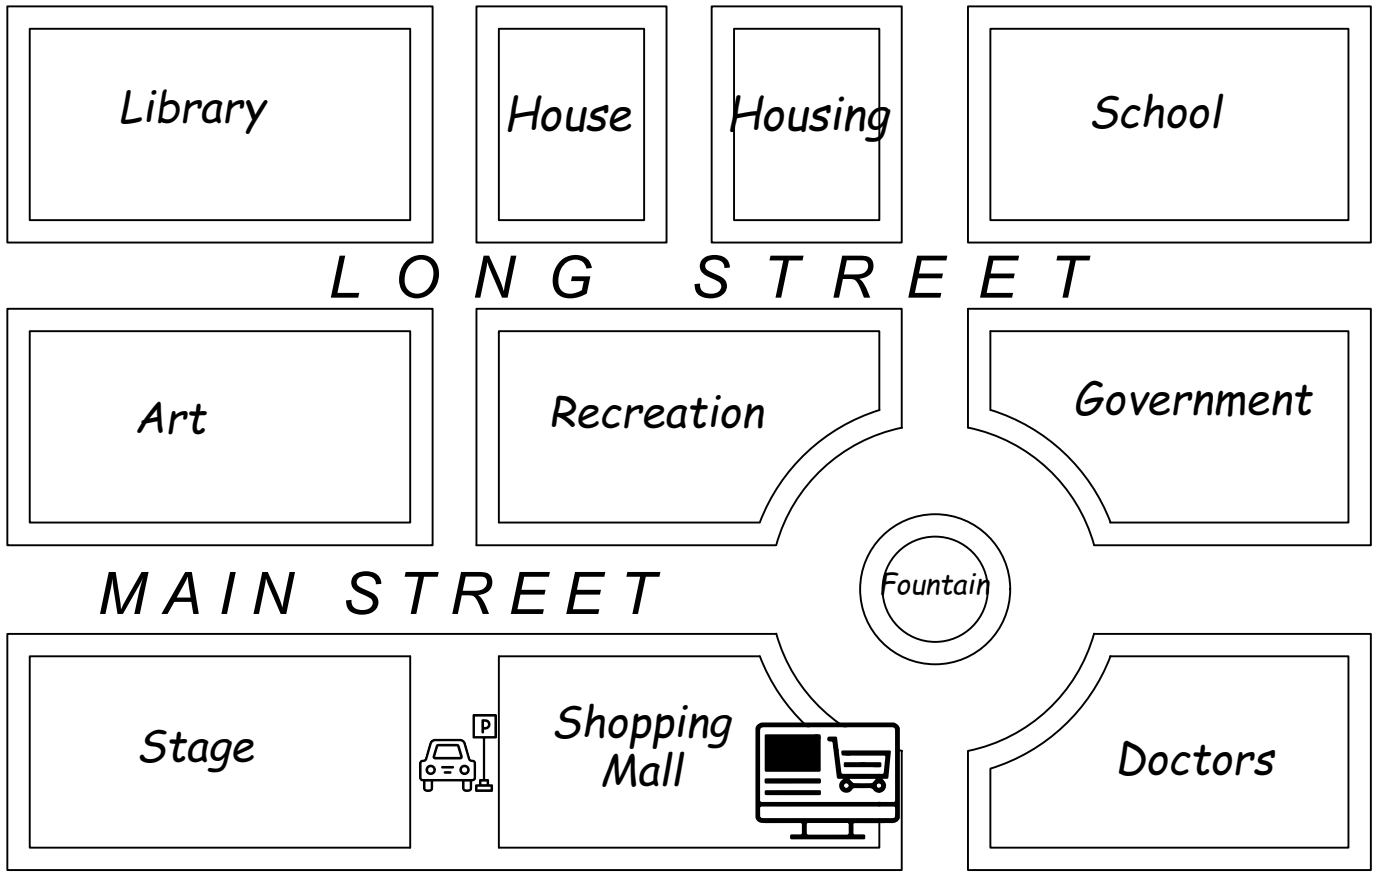 Library
House
Housing
School
LONG STREET
Art
Recreation
Government
MAIN STREET
Fountain
Stage
P
Shopping
Mall
Doctors